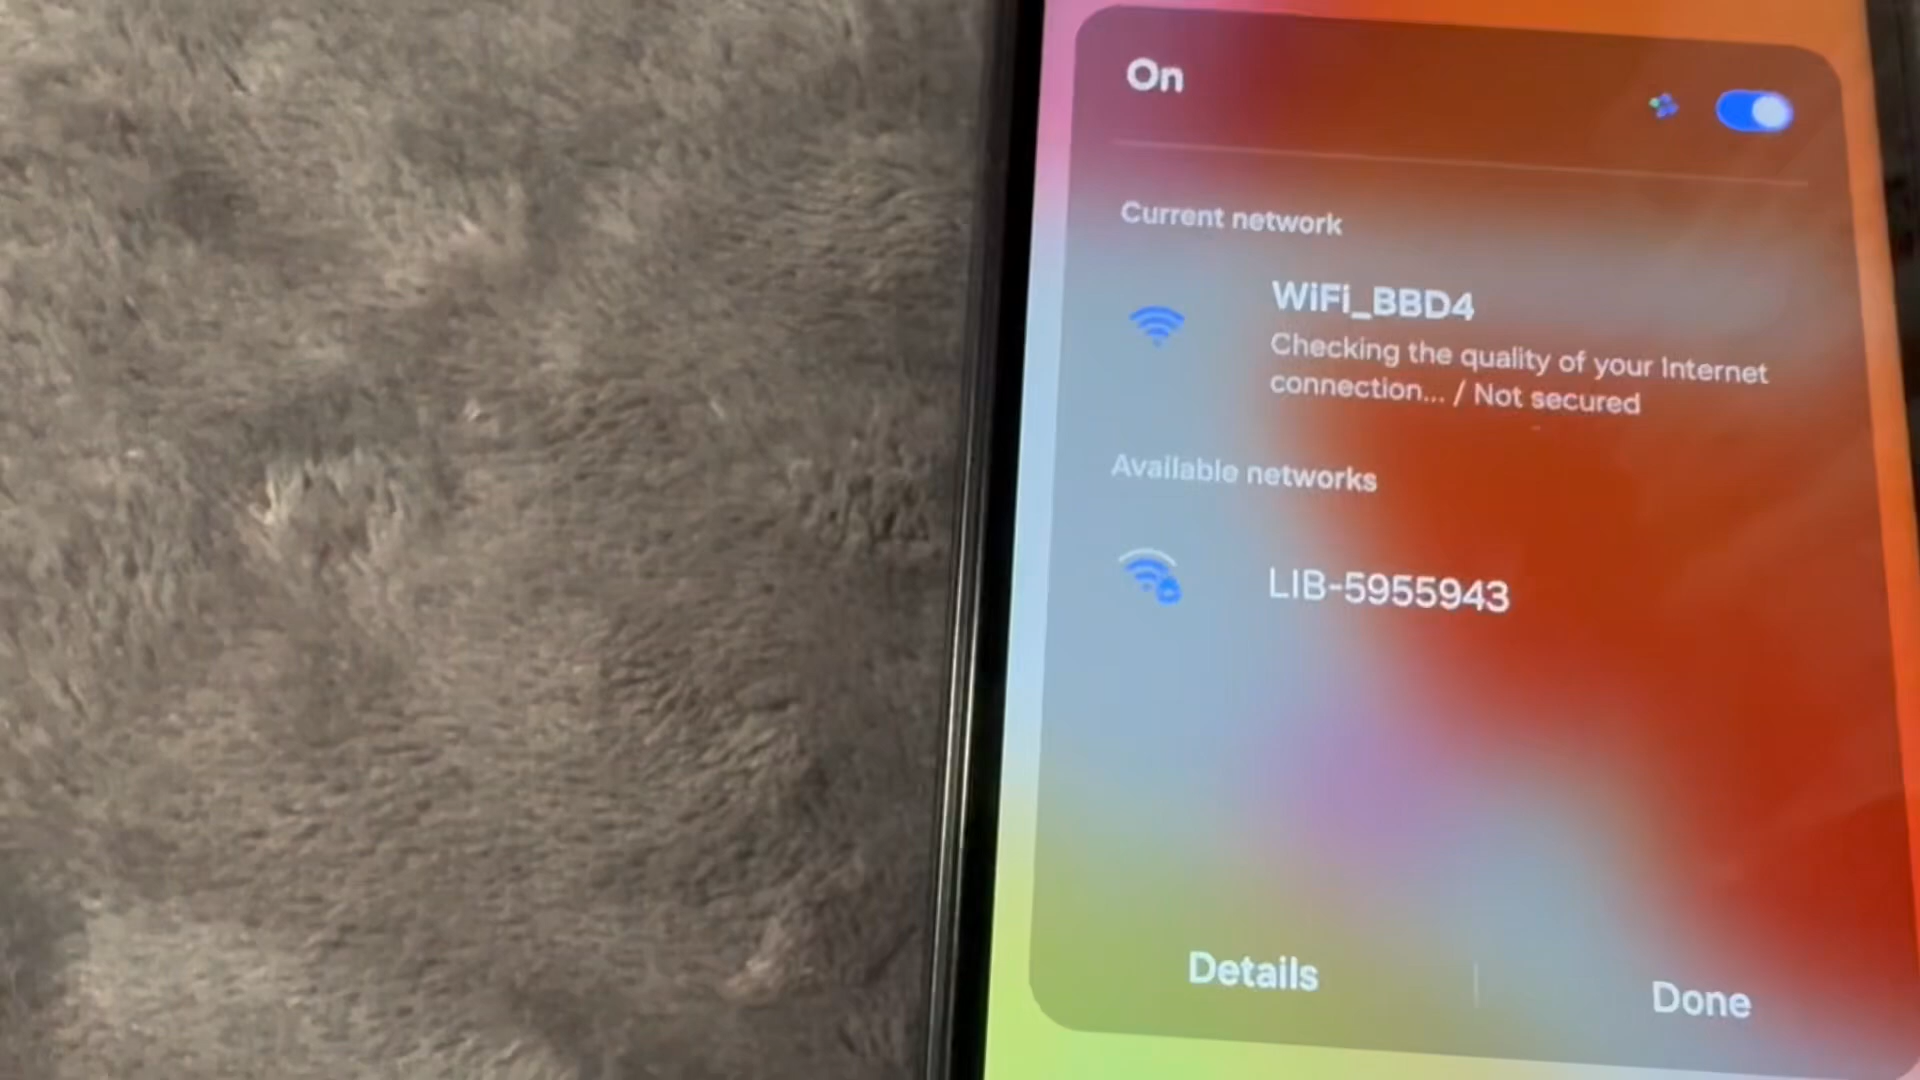 On
Current network
WiFi_BBD4
Checking the quality of your Internet
connection... / Not secured
Available networks
LIB-5955943
Details
Done